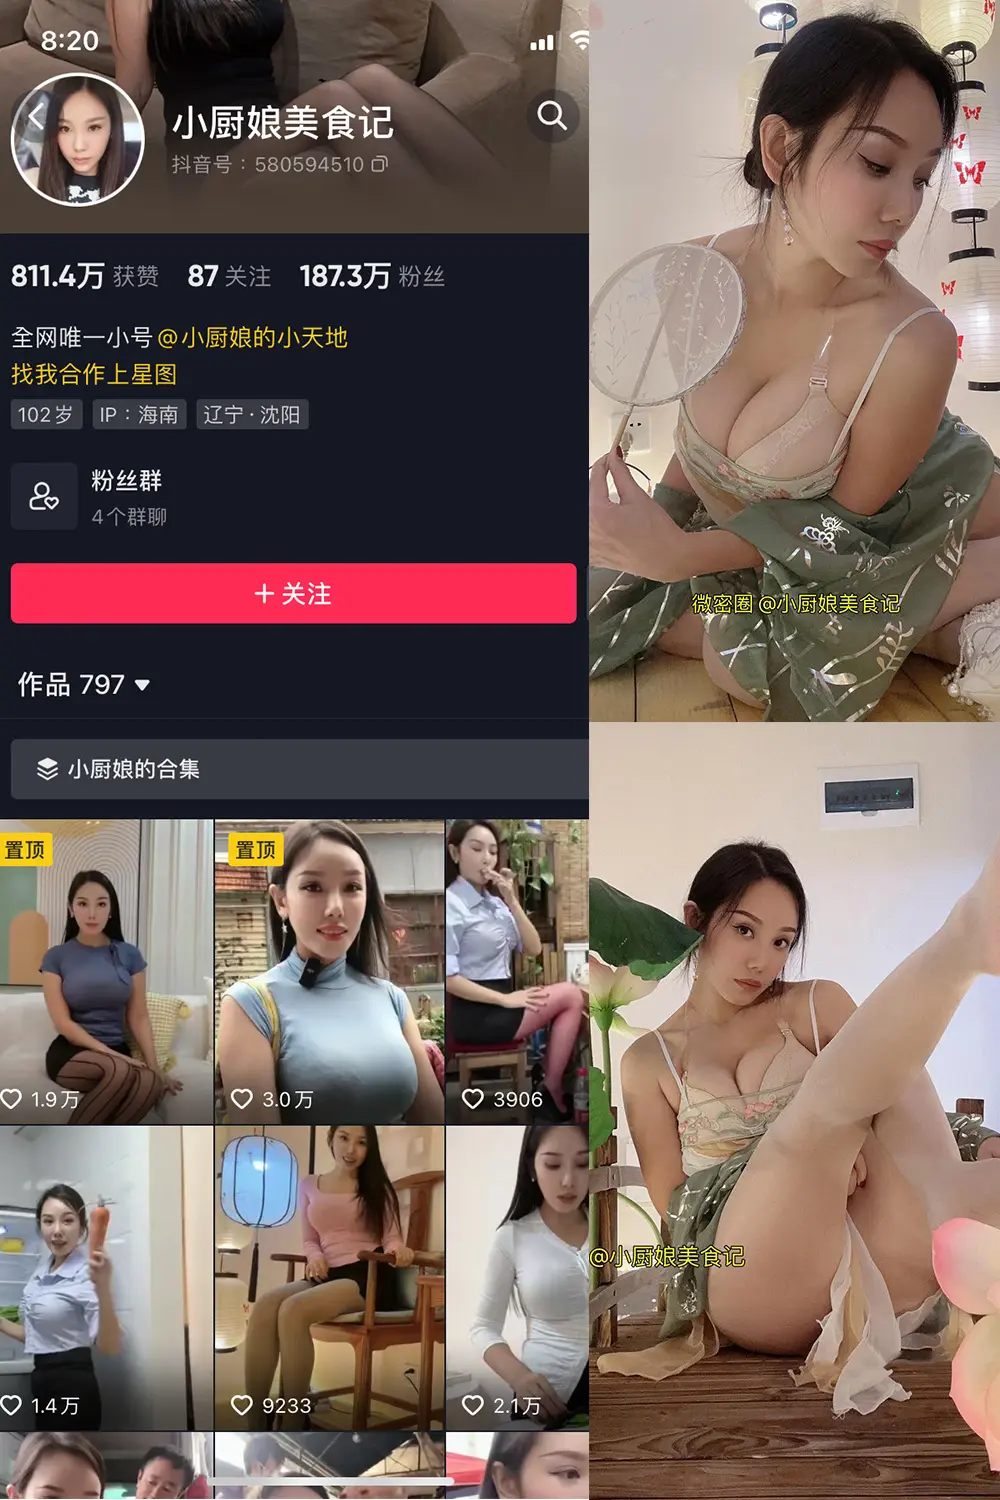 8:20
小厨娘美食记
抖音号：580594510
811.4万 获赞 87 关注 187.3万 粉丝
全网唯一小号@小厨娘的小天地
找我合作上星图
102岁 IP：海南 辽宁·沈阳
粉丝群
4个群聊
+ 关注
作品 797
小厨娘的合集
置顶
置顶
1.9万
3.0万
3906
1.4万
9233
2.1万
微密圈@小厨娘美食记
@小厨娘美食记